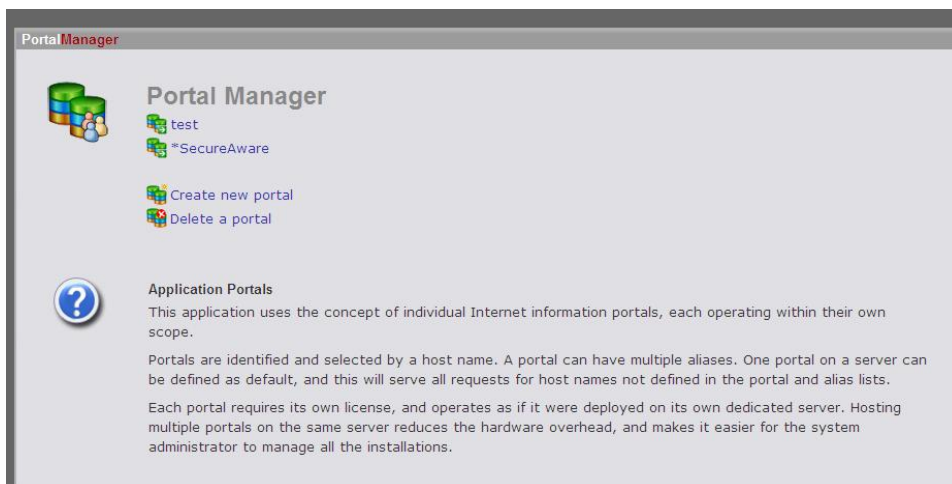 PortalManager
Portal Manager
test
*SecureAware
Create new portal
Delete a portal
Application Portals
This application uses the concept of individual Internet information portals, each operating within their own
scope.
Portals are identified and selected by a host name. A portal can have multiple aliases. One portal on a server can
be defined as default, and this will serve all requests for host names not defined in the portal and alias lists.
Each portal requires its own license, and operates as if it were deployed on its own dedicated server. Hosting
multiple portals on the same server reduces the hardware overhead, and makes it easier for the system
administrator to manage all the installations.